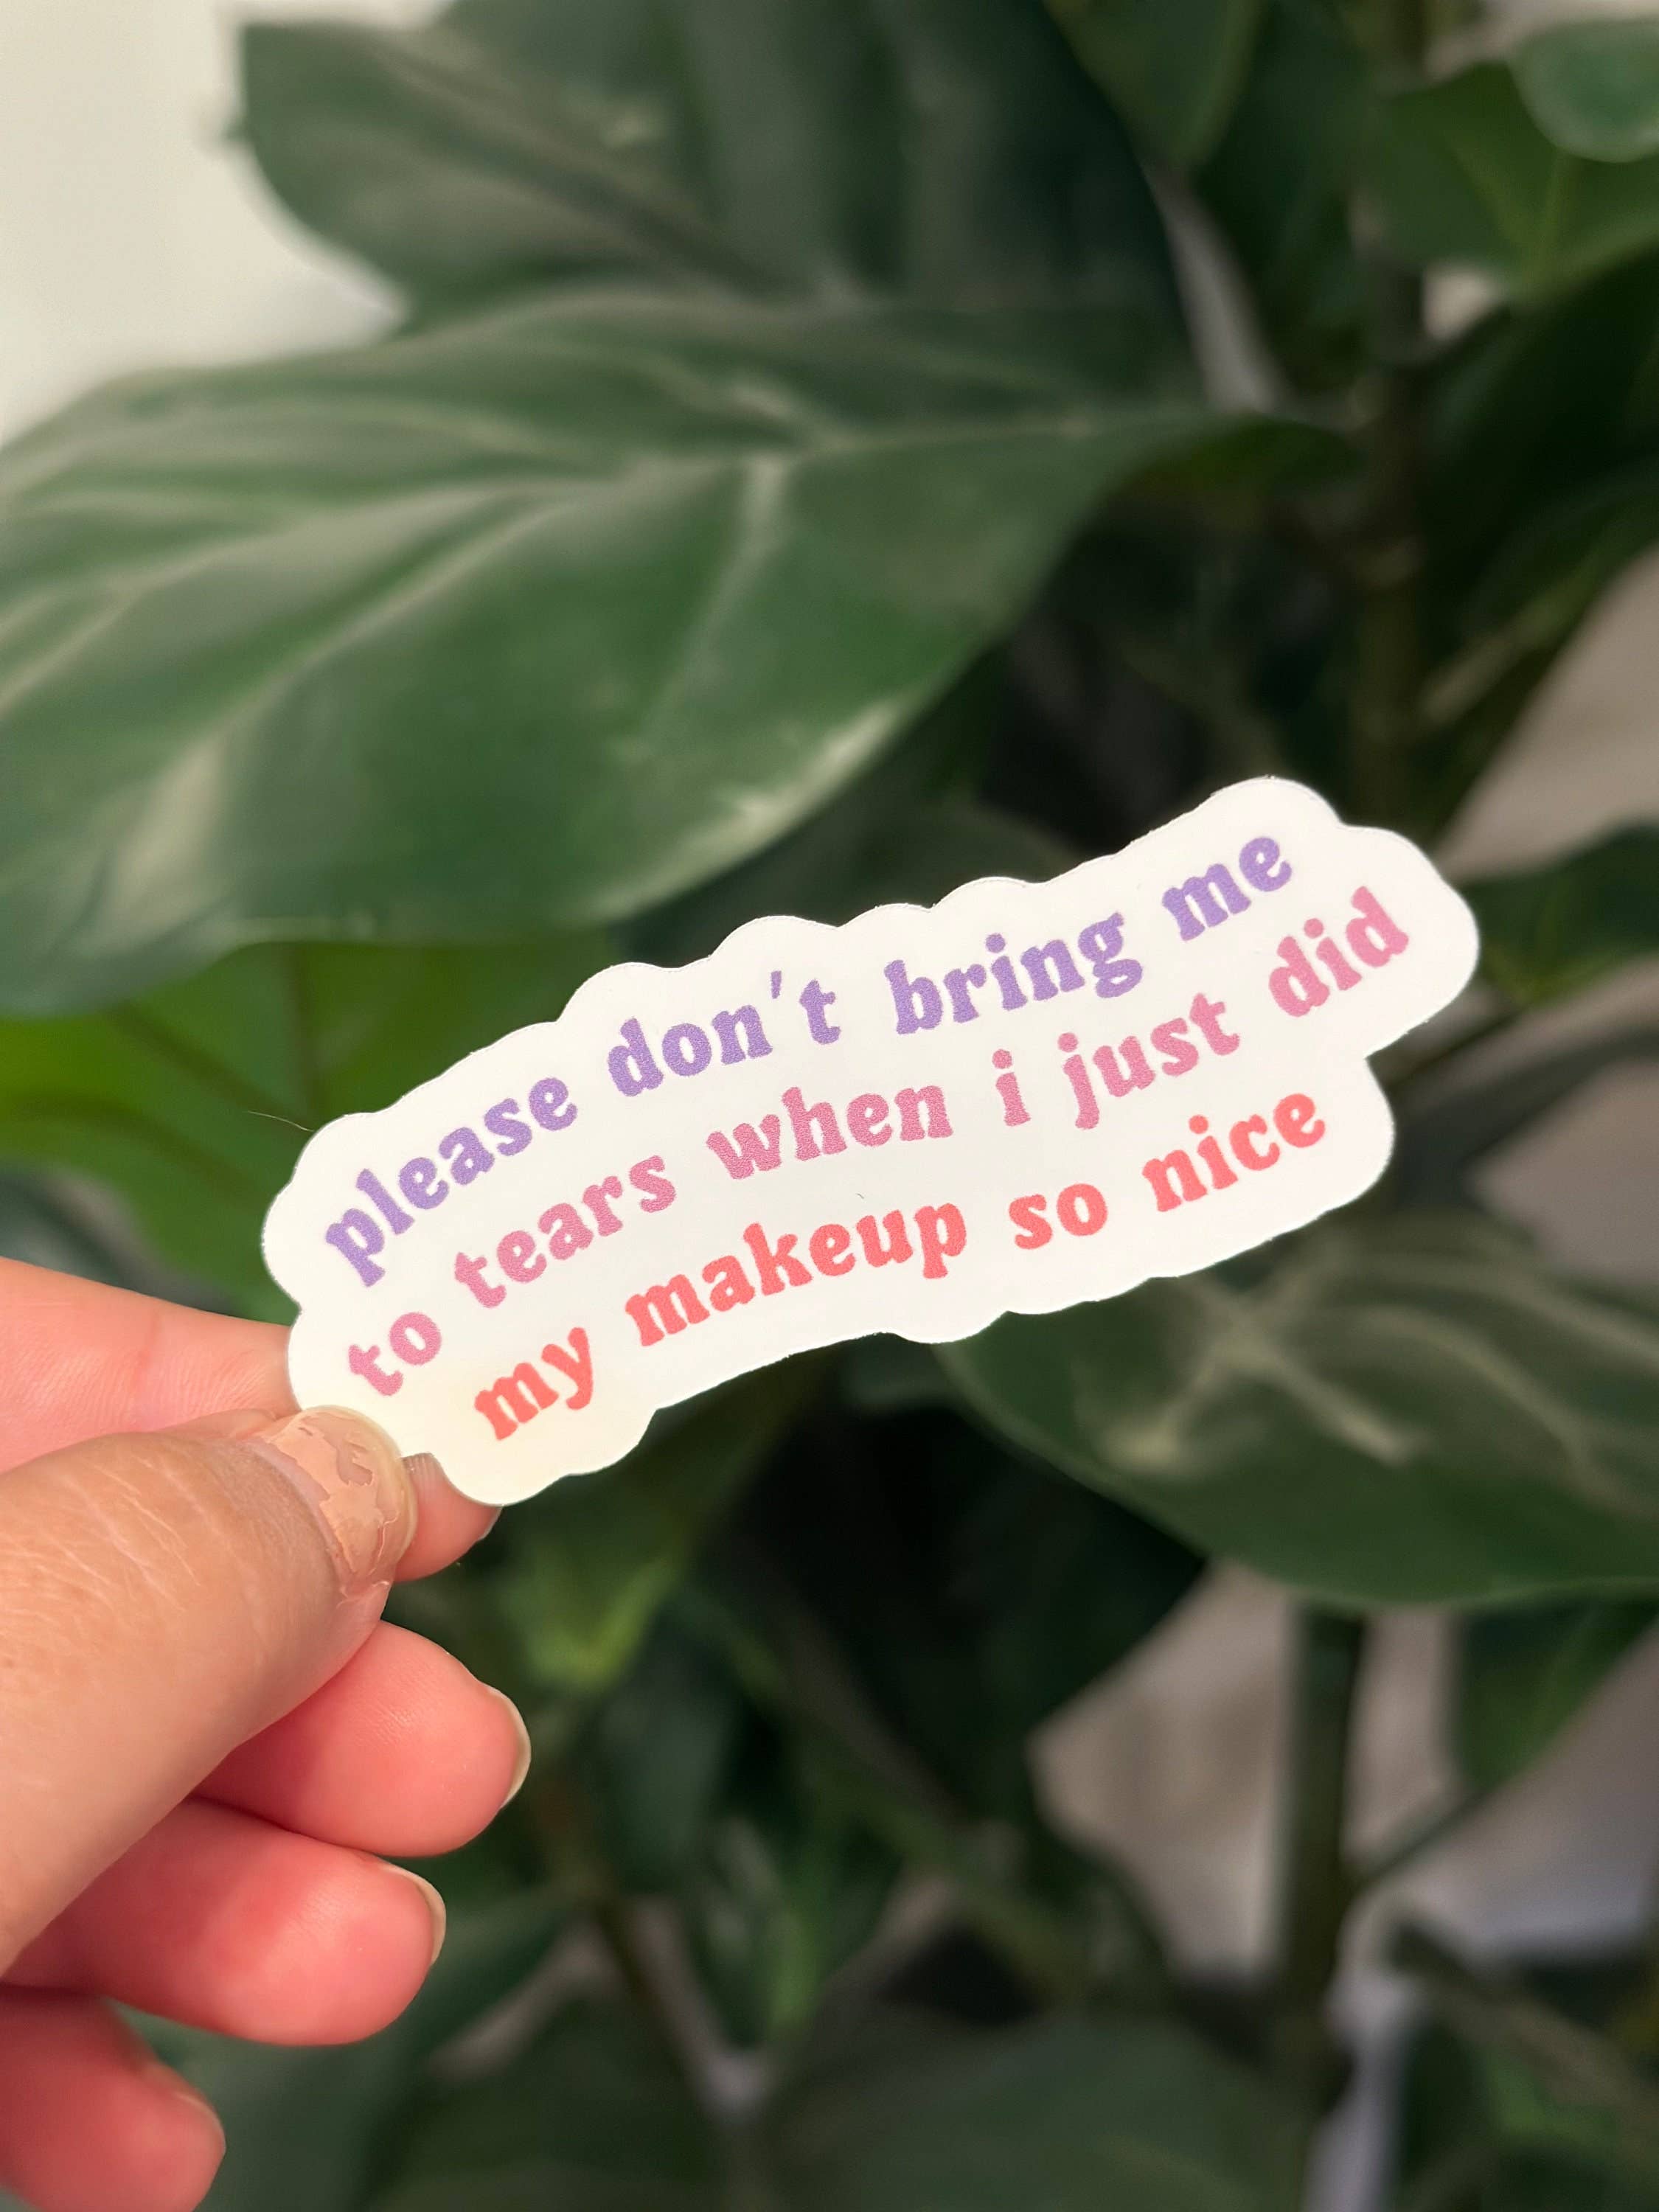 please don't bring me
to tears when i just did
my makeup so nice